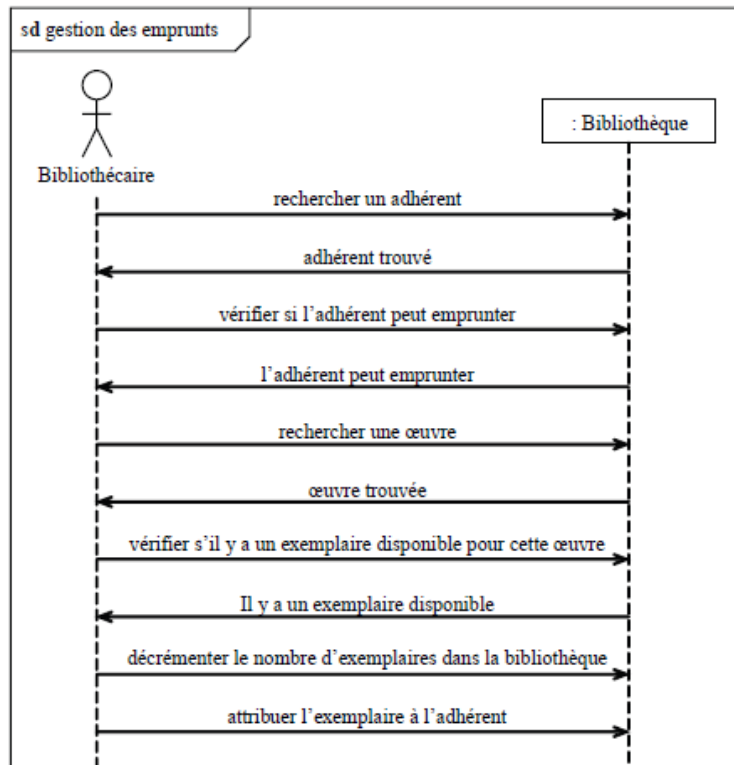 sd gestion des emprunts
: Bibliothèque
Bibliothécaire
rechercher un adhérent
adhérent trouvé
vérifier si l’adhérent peut emprunter
l’adhérent peut emprunter
rechercher une œuvre
œuvre trouvée
vérifier s’il y a un exemplaire disponible pour cette œuvre
Il y a un exemplaire disponible
décrémenter le nombre d’exemplaires dans la bibliothèque
attribuer l’exemplaire à l’adhérent